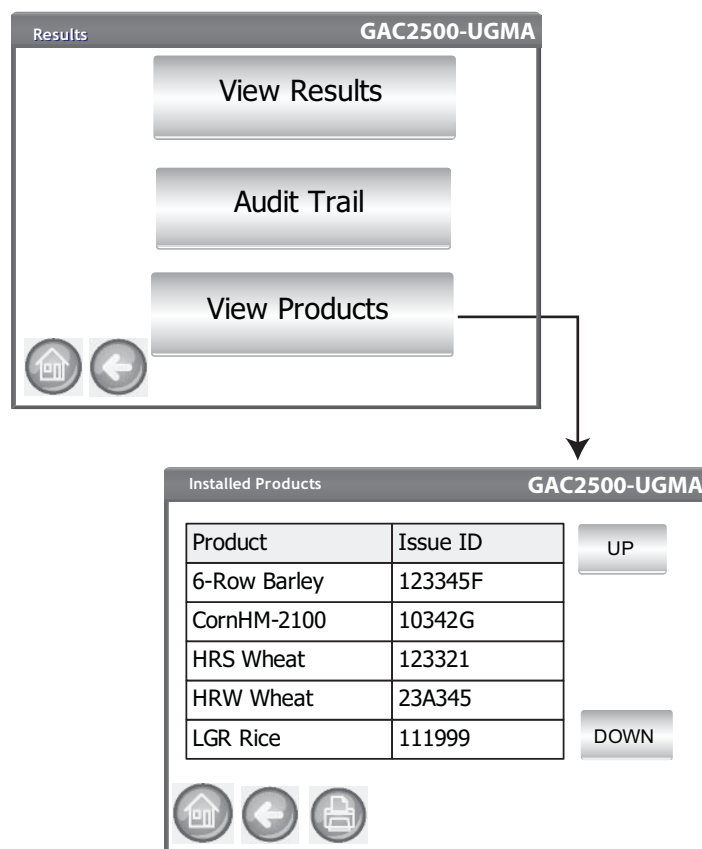 Results GAC2500-UGMA
View Results
Audit Trail
View Products
Installed Products GAC2500-UGMA
Product Issue ID UP
6-Row Barley 123345F
CornHM-2100 10342G
HRS Wheat 123321
HRW Wheat 23A345
LGR Rice 111999 DOWN